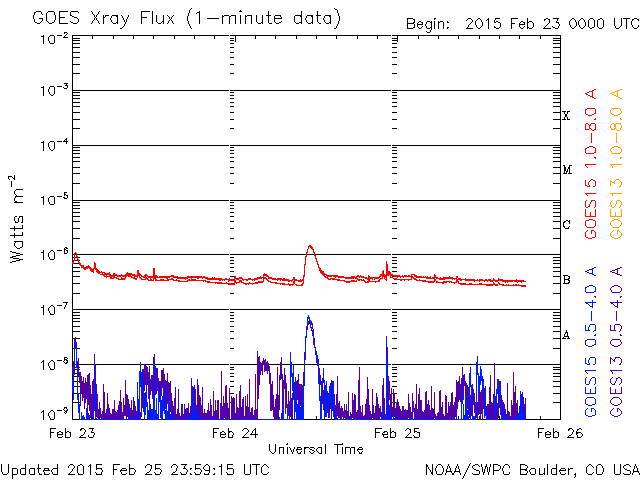 GOES Xray Flux (1-minute data)
Begin: 2015 Feb 23 0000 UTC
10-2
10-3
10-4
10-5
10-6
10-7
10-8
10-9
Watts m-2
X
M
C
B
A
GOES15 1.0-8.0 A
GOES13 1.0-8.0 A
GOES15 0.5-4.0 A
GOES13 0.5-4.0 A
Feb 23
Feb 24
Feb 25
Feb 26
Universal Time
Updated 2015 Feb 25 23:59:15 UTC
NOAA/SWPC Boulder, CO USA